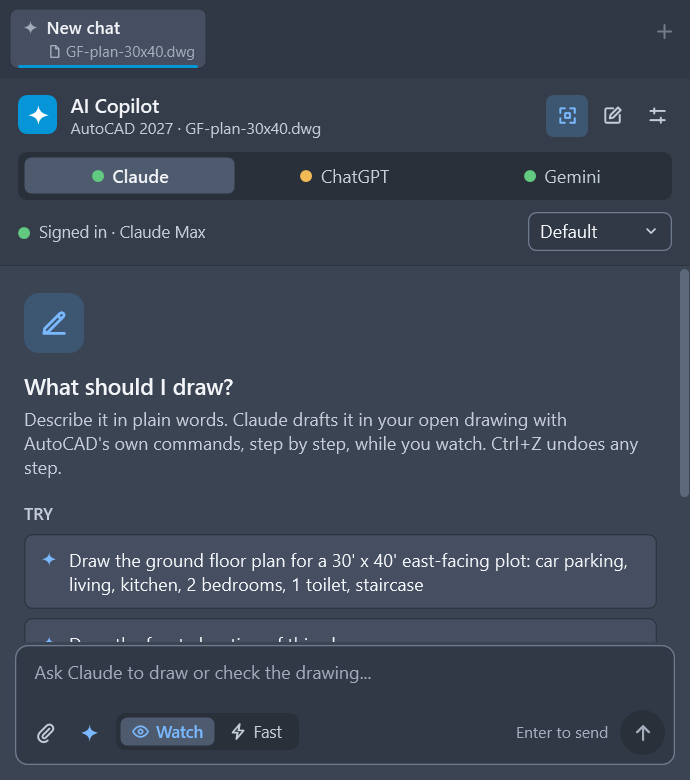 New chat
GF-plan-30x40.dwg
AI Copilot
AutoCAD 2027 · GF-plan-30x40.dwg
Claude
ChatGPT
Gemini
Signed in · Claude Max
Default
What should I draw?
Describe it in plain words. Claude drafts it in your open drawing with
AutoCAD's own commands, step by step, while you watch. Ctrl+Z undoes any
step.
TRY
Draw the ground floor plan for a 30' x 40' east-facing plot: car parking,
living, kitchen, 2 bedrooms, 1 toilet, staircase
Ask Claude to draw or check the drawing...
Watch
Fast
Enter to send